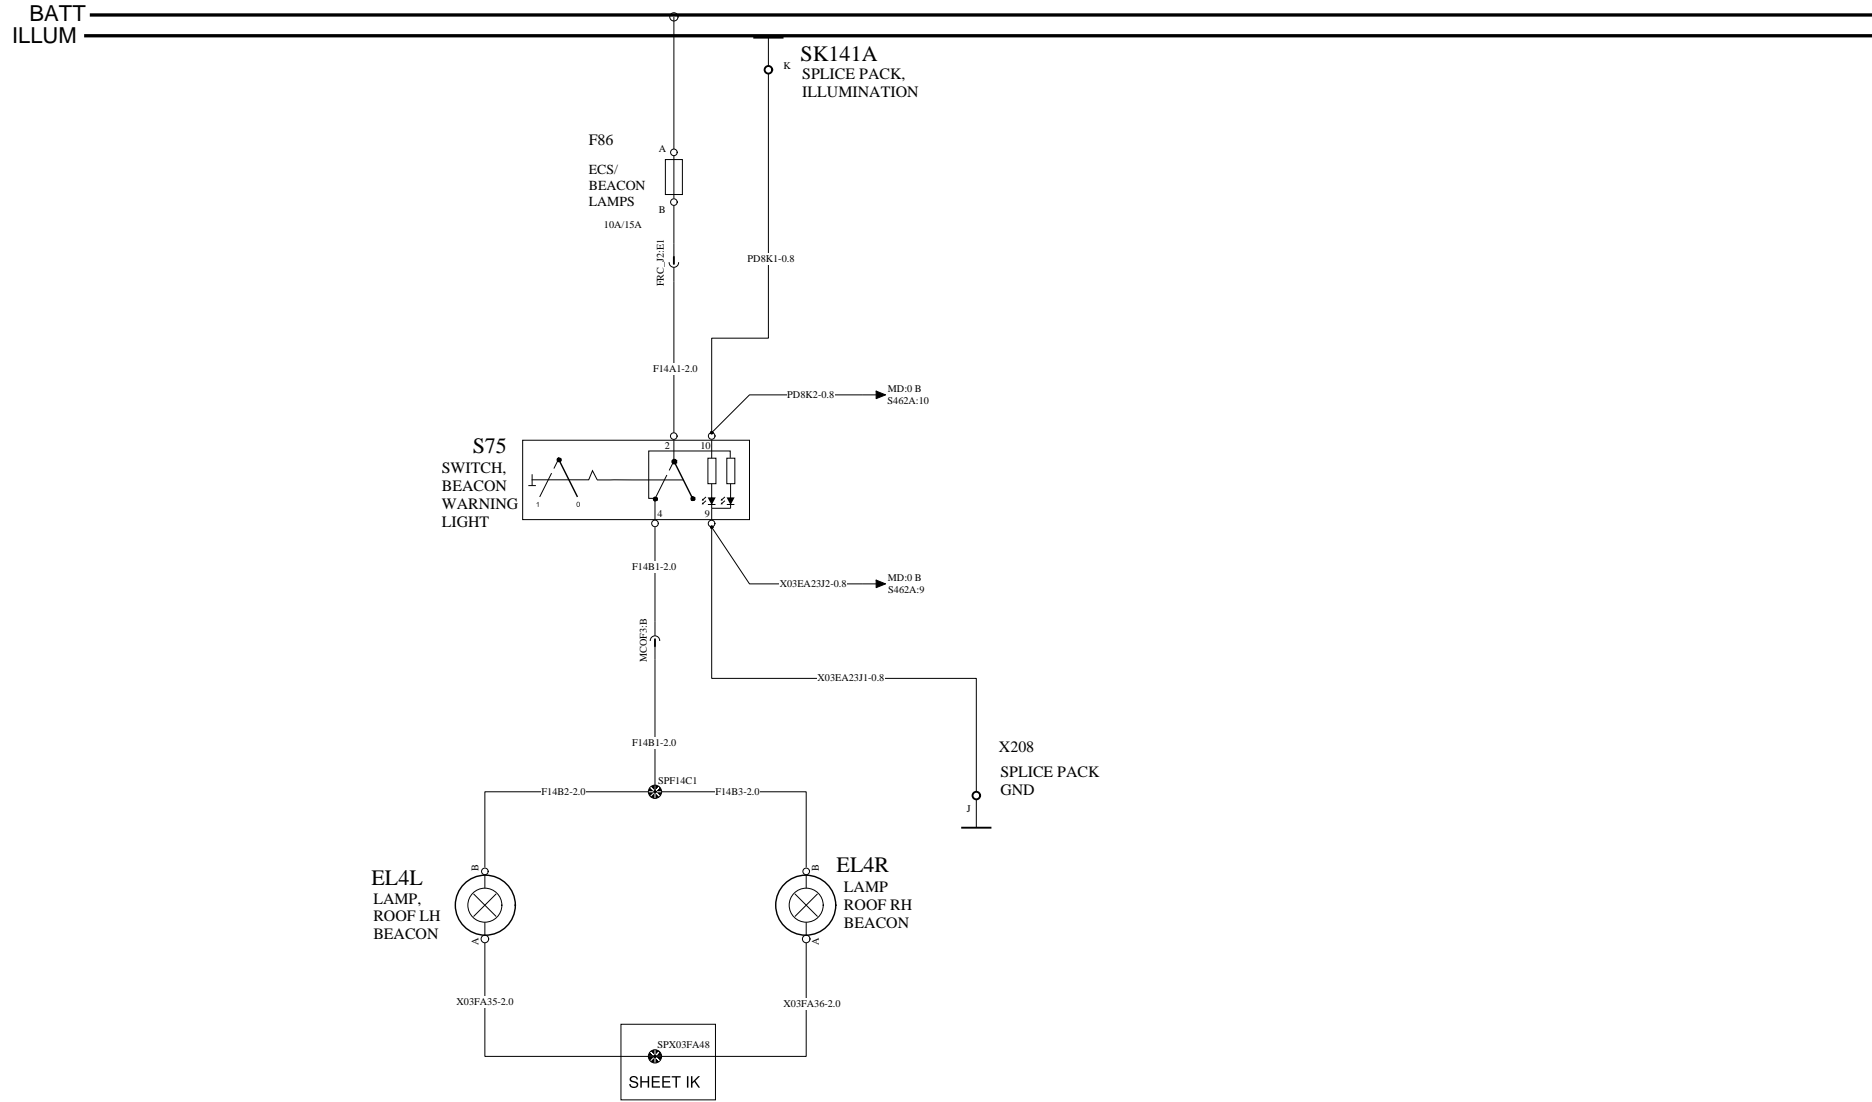 BATT
ILLUM
SK141A
K
SPLICE PACK,
ILLUMINATION
F86
A
ECS/
BEACON
LAMPS
B
10A/15A
FRC_J2:E1
PD8K1-0.8
F14A1-2.0
PD8K2-0.8
MD:0 B
S462A:10
S75
SWITCH,
BEACON
WARNING
LIGHT
2
10
1
0
4
9
F14B1-2.0
X03EA23J2-0.8
MD:0 B
S462A:9
MCOF3:B
X03EA23J1-0.8
F14B1-2.0
X208
SPLICE PACK
GND
J
SPF14C1
F14B2-2.0
F14B3-2.0
B
B
EL4L
LAMP,
ROOF LH
BEACON
EL4R
LAMP
ROOF RH
BEACON
A
A
X03FA35-2.0
X03FA36-2.0
SPX03FA48
SHEET IK